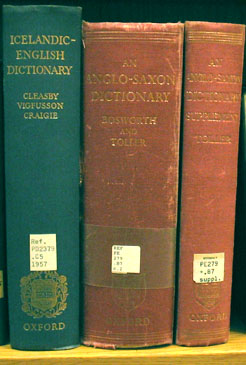 ICELANDIC-
ENGLISH
DICTIONARY
CLEASBY
VIGFUSSON
CRAIGIE
Ref.
PD2379
.C5
1957
OXFORD
AN
ANGLO-SAXON
DICTIONARY
BOSWORTH
AND
TOLLER
REF
PE
279
.B7
OXFORD
AN
ANGLO-SAXON
DICTIONARY
SUPPLEMENT
TOLLER
PE279
.B7
suppl.
OXFORD